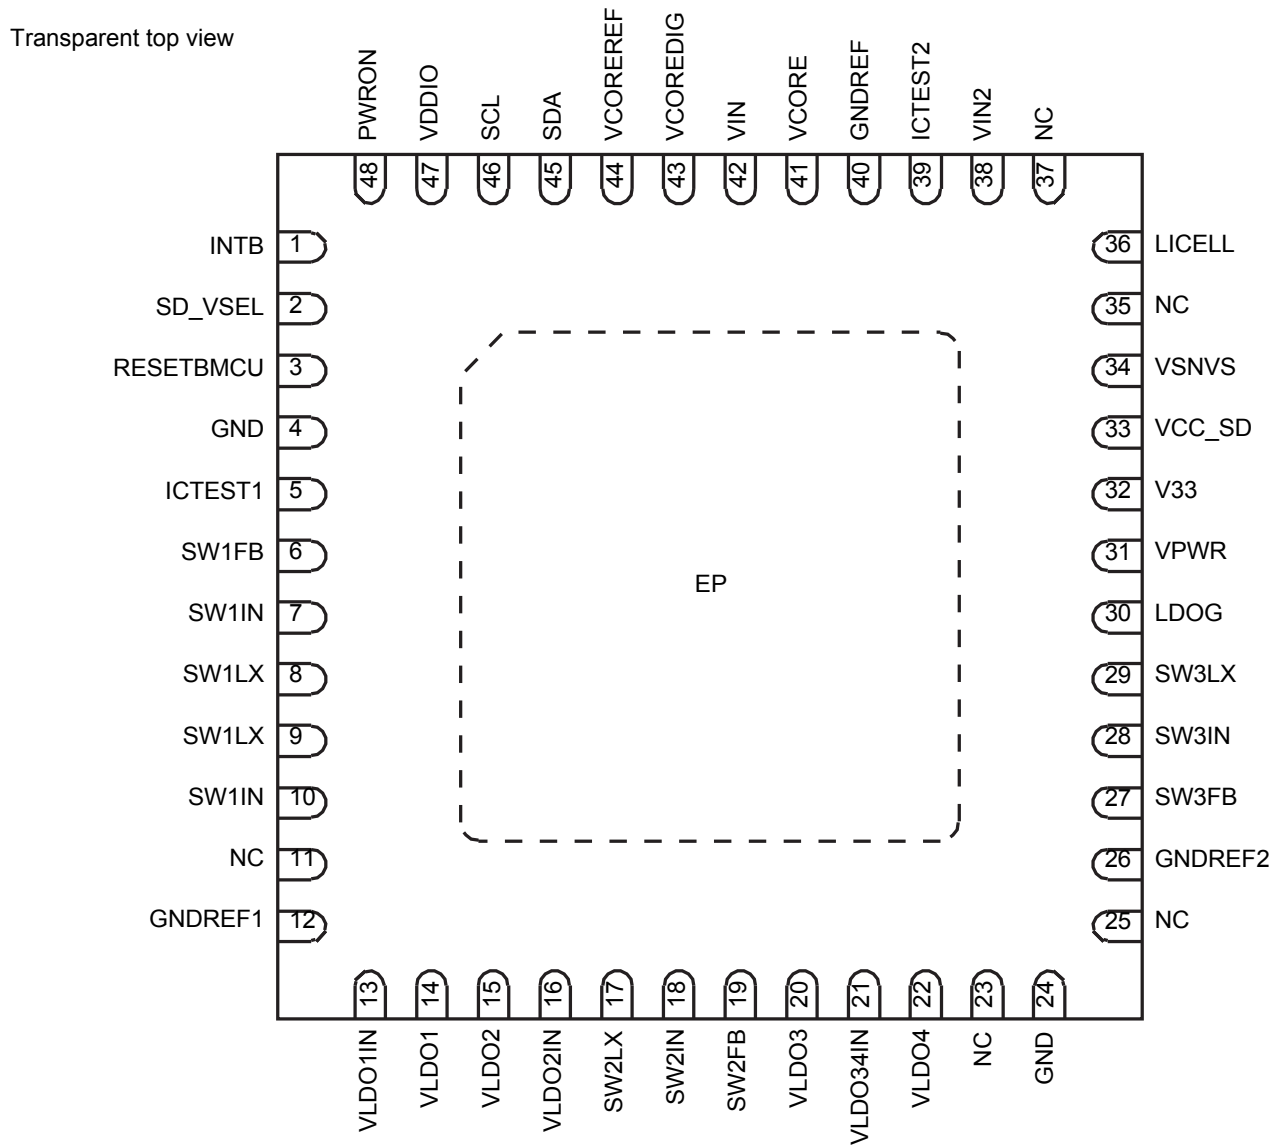 Transparent top view
PWRON
VDDIO
SCL
SDA
VCOREREF
VCOREDIG
VIN
VCORE
GNDREF
ICTEST2
VIN2
NC
48
47
46
45
44
43
42
41
40
39
38
37
INTB 1
SD_VSEL 2
RESETBMCU 3
GND 4
ICTEST1 5
SW1FB 6
SW1IN 7
SW1LX 8
SW1LX 9
SW1IN 10
NC 11
GNDREF1 12
EP
36 LICELL
35 NC
34 VSNVS
33 VCC_SD
32 V33
31 VPWR
30 LDOG
29 SW3LX
28 SW3IN
27 SW3FB
26 GNDREF2
25 NC
13
14
15
16
17
18
19
20
21
22
23
24
VLDO1IN
VLDO1
VLDO2
VLDO2IN
SW2LX
SW2IN
SW2FB
VLDO3
VLDO34IN
VLDO4
NC
GND